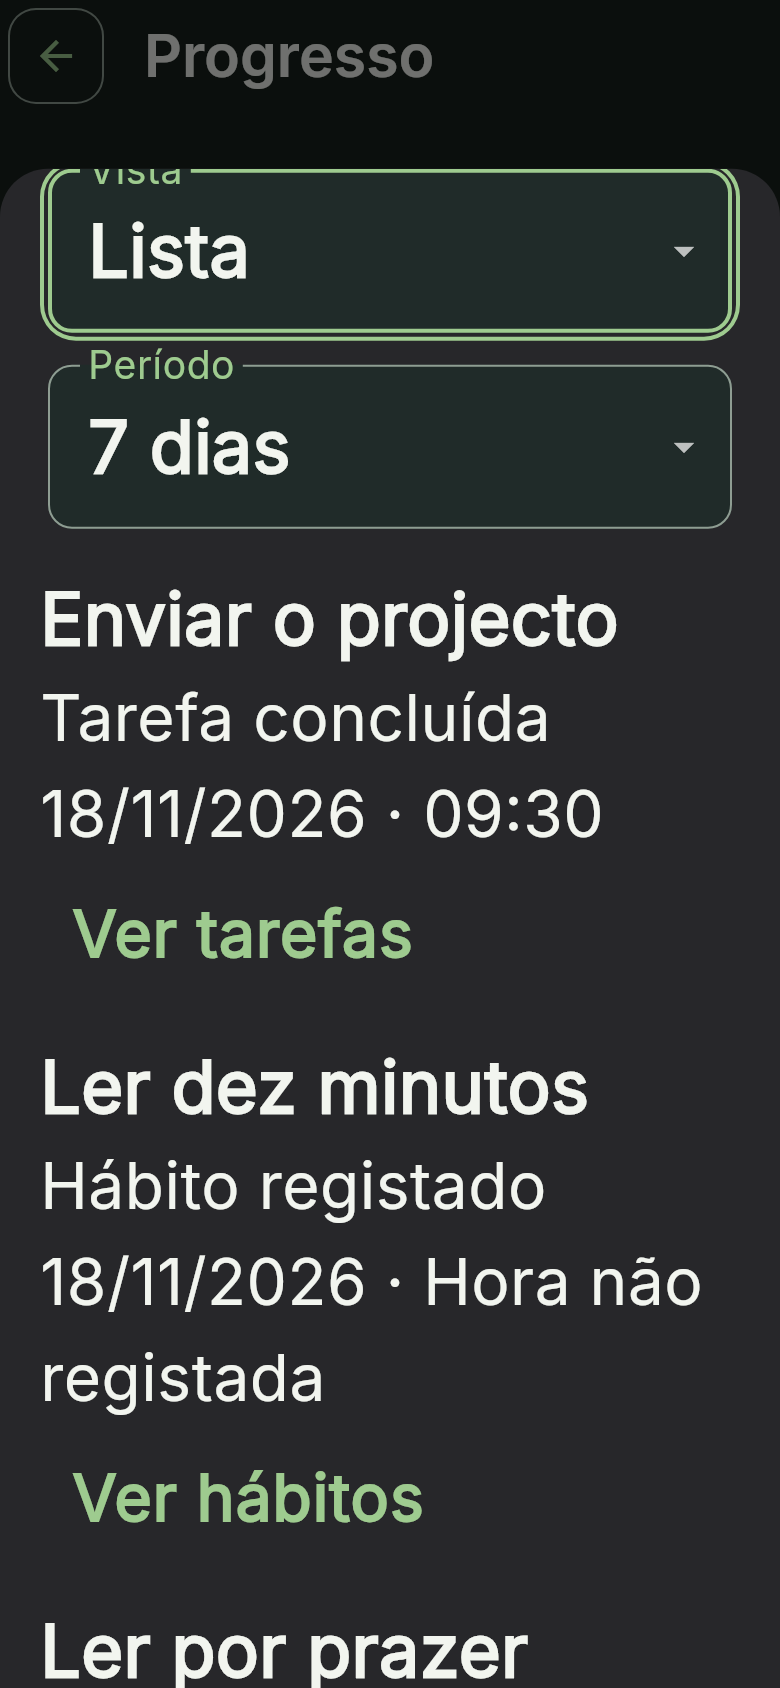 Progresso
Vista
Lista
Período
7 dias
Enviar o projecto
Tarefa concluída
18/11/2026 · 09:30
Ver tarefas
Ler dez minutos
Hábito registado
18/11/2026 · Hora não
registada
Ver hábitos
Ler por prazer